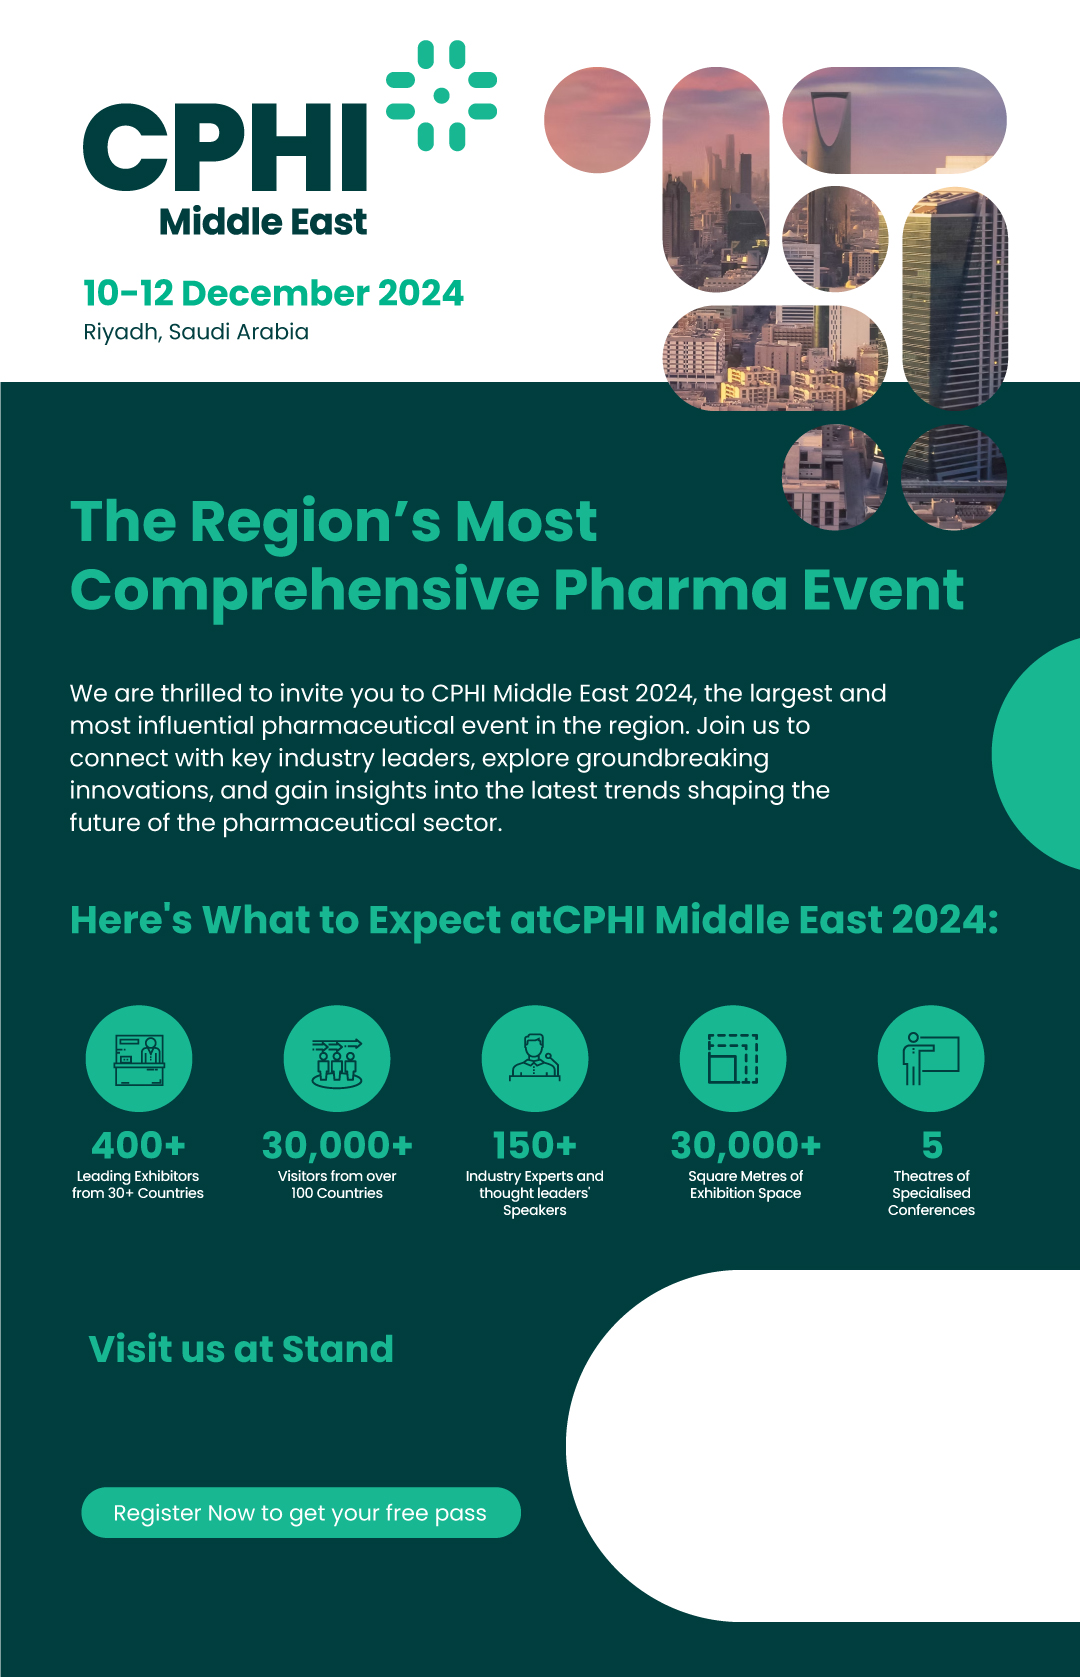 CPHI
Middle East
10-12 December 2024
Riyadh, Saudi Arabia
The Region’s Most
Comprehensive Pharma Event
We are thrilled to invite you to CPHI Middle East 2024, the largest and
most influential pharmaceutical event in the region. Join us to
connect with key industry leaders, explore groundbreaking
innovations, and gain insights into the latest trends shaping the
future of the pharmaceutical sector.
Here's What to Expect atCPHI Middle East 2024:
400+
Leading Exhibitors
from 30+ Countries
30,000+
Visitors from over
100 Countries
150+
Industry Experts and
thought leaders'
Speakers
30,000+
Square Metres of
Exhibition Space
5
Theatres of
Specialised
Conferences
Visit us at Stand
Register Now to get your free pass